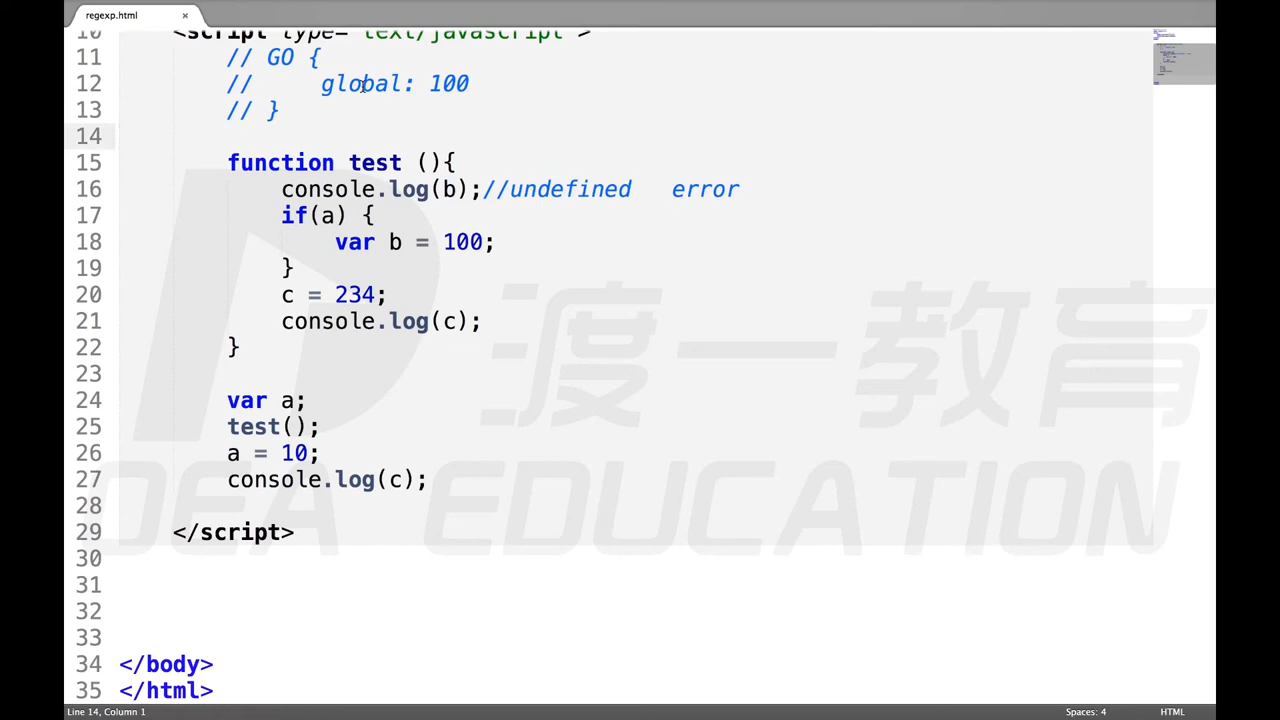 regexp.html ×
10 <script type="text/javascript">
11 // GO {
12 // global: 100
13 // }
14
15 function test (){
16 console.log(b);//undefined error
17 if(a) {
18 var b = 100;
19 }
20 c = 234;
21 console.log(c);
22 }
23
24 var a;
25 test();
26 a = 10;
27 console.log(c);
28
29 </script>
30
31
32
33
34 </body>
35 </html>
渡一教育
DEA EDUCATION
Line 14, Column 1 Spaces: 4 HTML